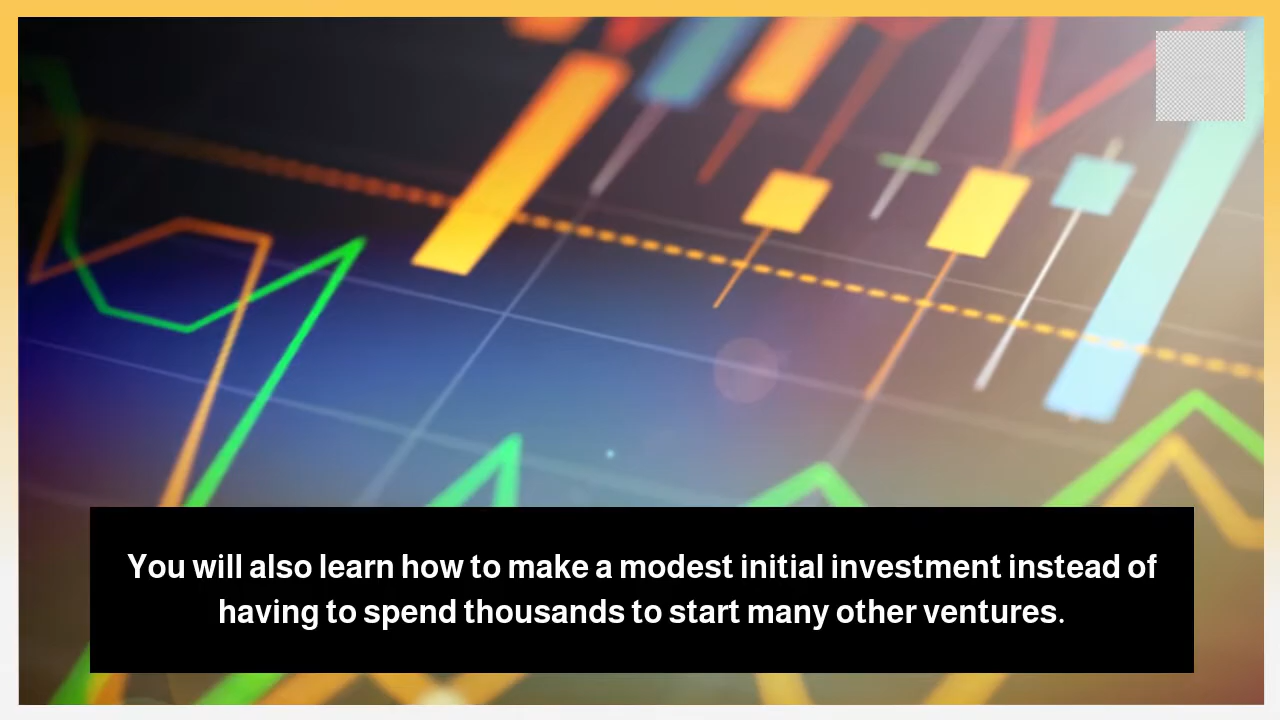 You will also learn how to make a modest initial investment instead of
having to spend thousands to start many other ventures.